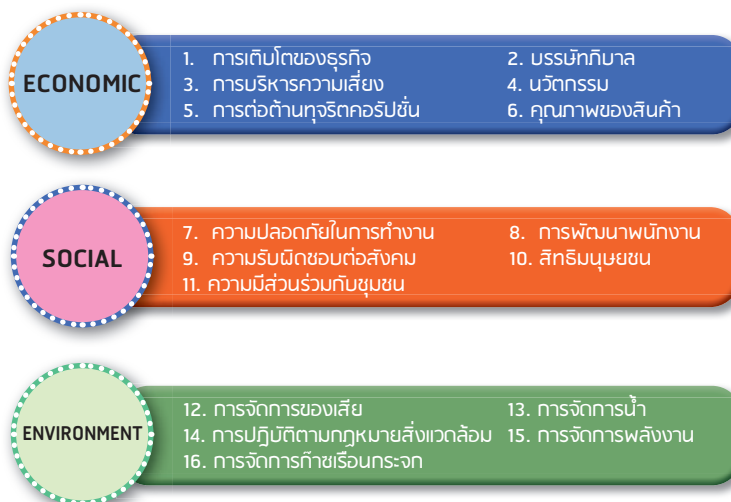 ECONOMIC
1. การเติบโตของธุรกิจ 2. บรรษัทภิบาล
3. การบริหารความเสี่ยง 4. นวัตกรรม
5. การต่อต้านทุจริตคอรัปชั่น 6. คุณภาพของสินค้า
SOCIAL
7. ความปลอดภัยในการทำงาน 8. การพัฒนาพนักงาน
9. ความรับผิดชอบต่อสังคม 10. สิทธิมนุษยชน
11. ความมีส่วนร่วมกับชุมชน
ENVIRONMENT
12. การจัดการของเสีย 13. การจัดการน้ำ
14. การปฏิบัติตามกฎหมายสิ่งแวดล้อม 15. การจัดการพลังงาน
16. การจัดการก๊าซเรือนกระจก